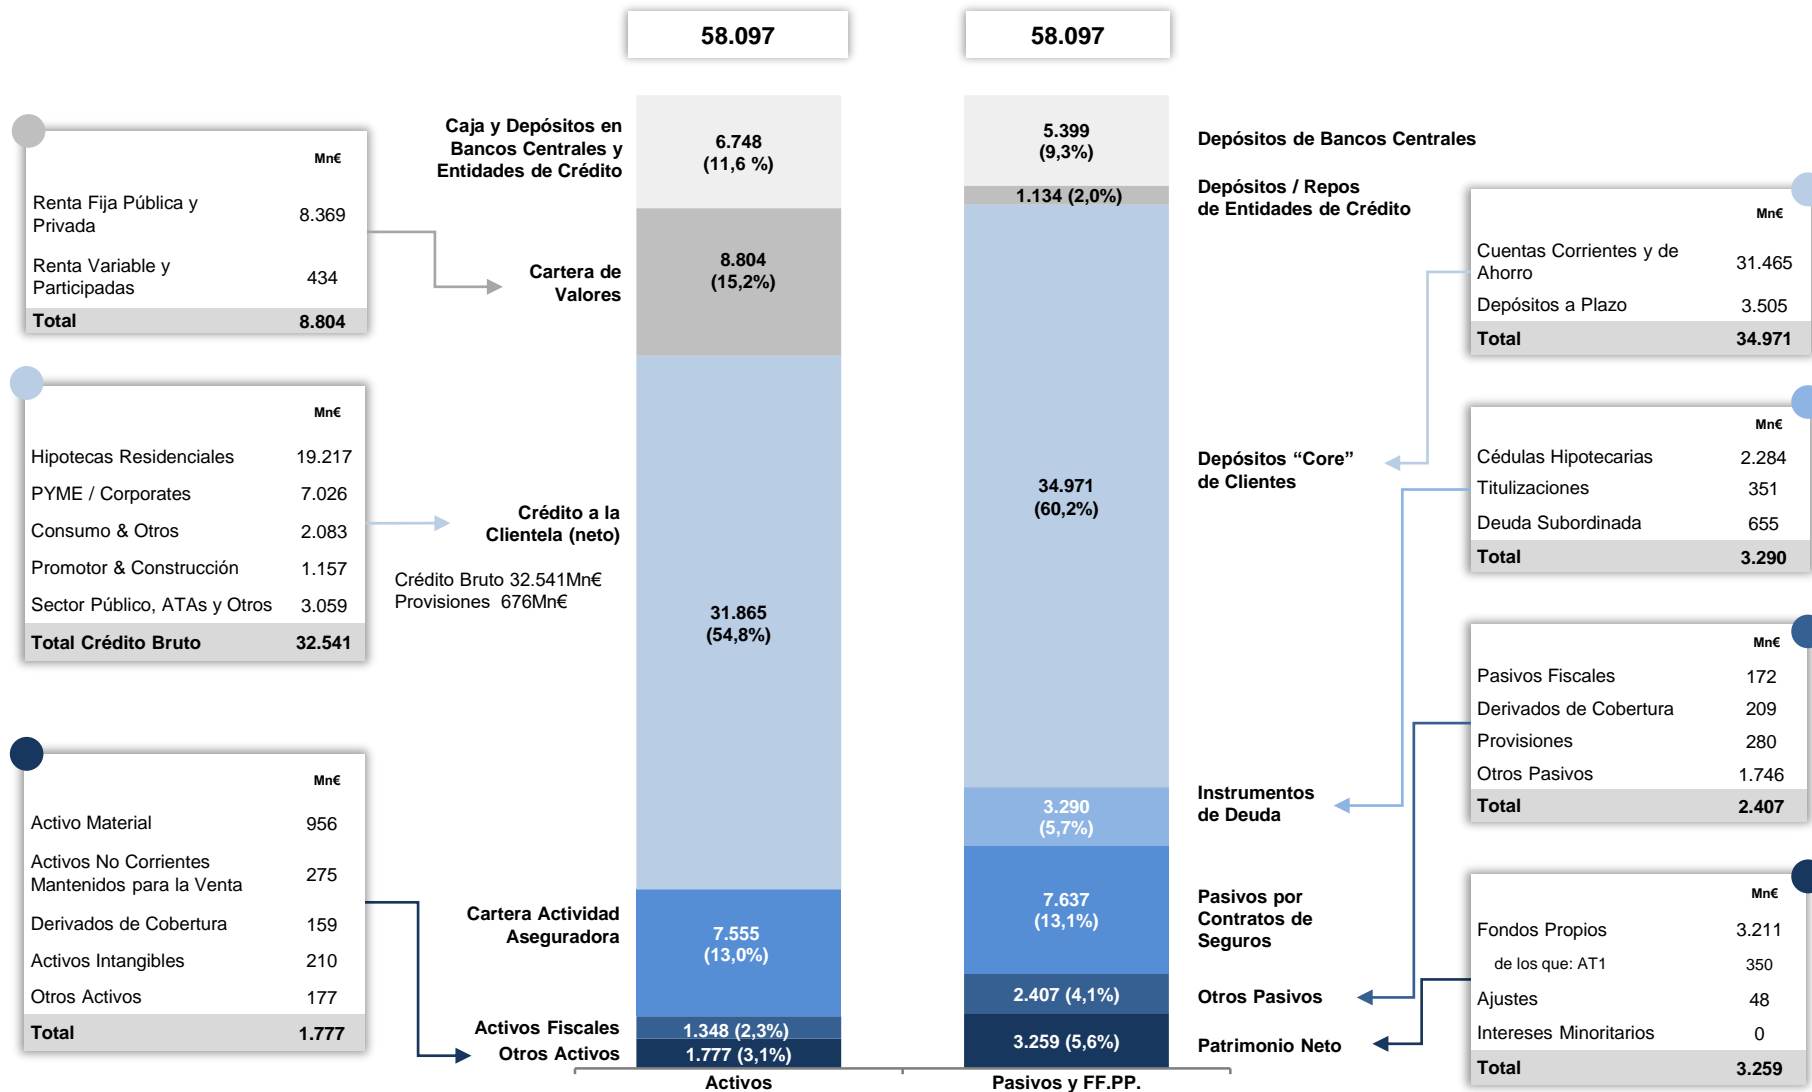 58.097
58.097
Mn€
Renta Fija Pública y
Privada
8.369
Renta Variable y
Participadas
434
Total 8.804
Mn€
Hipotecas Residenciales 19.217
PYME / Corporates 7.026
Consumo & Otros 2.083
Promotor & Construcción 1.157
Sector Público, ATAs y Otros 3.059
Total Crédito Bruto 32.541
Mn€
Activo Material 956
Activos No Corrientes
Mantenidos para la Venta
275
Derivados de Cobertura 159
Activos Intangibles 210
Otros Activos 177
Total 1.777
Caja y Depósitos en
Bancos Centrales y
Entidades de Crédito
Cartera de
Valores
Crédito a la
Clientela (neto)
Crédito Bruto 32.541Mn€
Provisiones 676Mn€
Cartera Actividad
Aseguradora
Activos Fiscales
Otros Activos
6.748
(11,6 %)
8.804
(15,2%)
31.865
(54,8%)
7.555
(13,0%)
1.348 (2,3%)
1.777 (3,1%)
Activos
5.399
(9,3%)
1.134 (2,0%)
34.971
(60,2%)
3.290
(5,7%)
7.637
(13,1%)
2.407 (4,1%)
3.259 (5,6%)
Pasivos y FF.PP.
Depósitos de Bancos Centrales
Depósitos / Repos
de Entidades de Crédito
Depósitos “Core”
de Clientes
Instrumentos
de Deuda
Pasivos por
Contratos de
Seguros
Otros Pasivos
Patrimonio Neto
Mn€
Cuentas Corrientes y de
Ahorro
31.465
Depósitos a Plazo 3.505
Total 34.971
Mn€
Cédulas Hipotecarias 2.284
Titulizaciones 351
Deuda Subordinada 655
Total 3.290
Mn€
Pasivos Fiscales 172
Derivados de Cobertura 209
Provisiones 280
Otros Pasivos 1.746
Total 2.407
Mn€
Fondos Propios 3.211
de los que: AT1 350
Ajustes 48
Intereses Minoritarios 0
Total 3.259